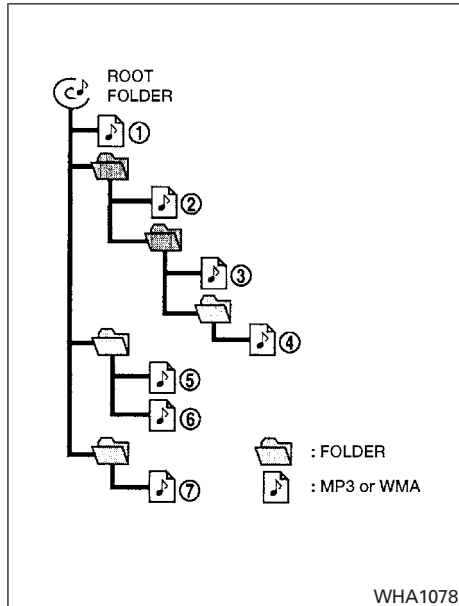 ROOT
FOLDER
①
②
③
④
⑤
⑥
⑦
: FOLDER
: MP3 or WMA
WHA1078